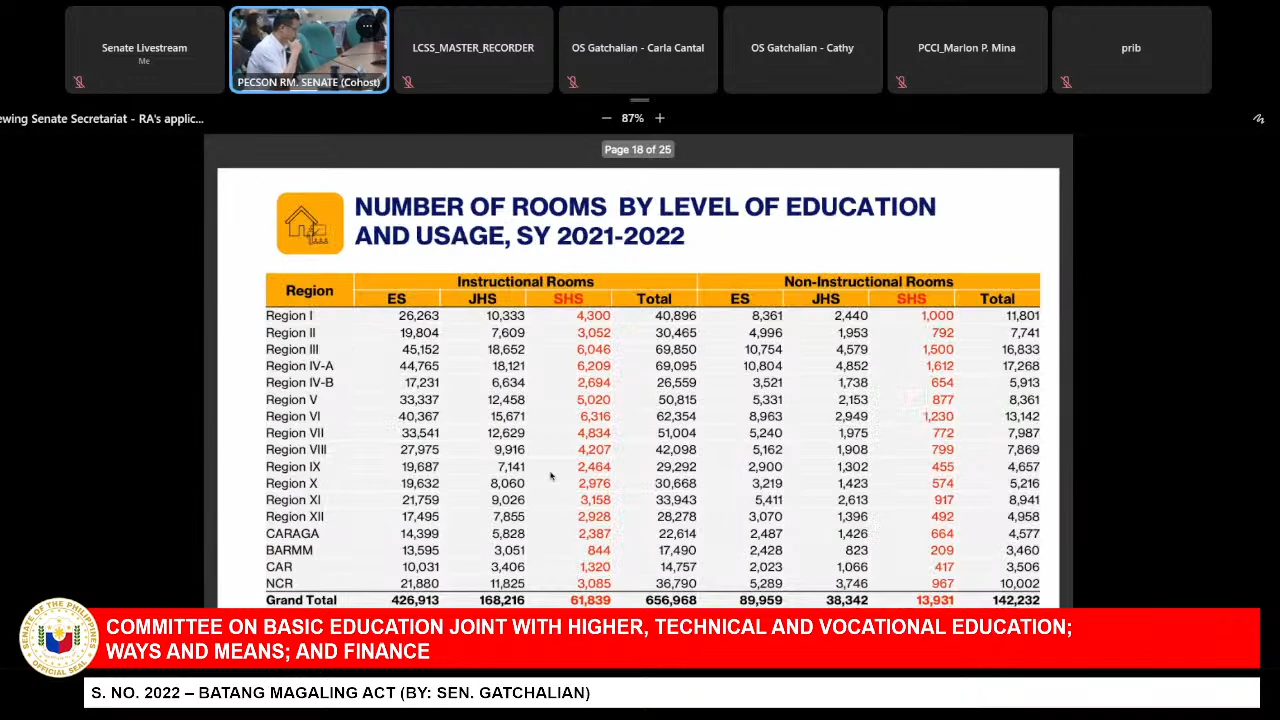 Senate Livestream
Me
PECSON RM. SENATE (Cohost)
LCSS_MASTER_RECORDER
OS Gatchalian - Carla Cantal
OS Gatchalian - Cathy
PCCI_Marlon P. Mina
prib
ewing Senate Secretariat - RA's applic...
87%
Page 18 of 25
NUMBER OF ROOMS BY LEVEL OF EDUCATION
AND USAGE, SY 2021-2022
Region Instructional Rooms Non-Instructional Rooms
ES JHS SHS Total ES JHS SHS Total
Region I 26,263 10,333 4,300 40,896 8,361 2,440 1,000 11,801
Region II 19,804 7,609 3,052 30,465 4,996 1,953 792 7,741
Region III 45,152 18,652 6,046 69,850 10,754 4,579 1,500 16,833
Region IV-A 44,765 18,121 6,209 69,095 10,804 4,852 1,612 17,268
Region IV-B 17,231 6,634 2,694 26,559 3,521 1,738 654 5,913
Region V 33,337 12,458 5,020 50,815 5,331 2,153 877 8,361
Region VI 40,367 15,671 6,316 62,354 8,963 2,949 1,230 13,142
Region VII 33,541 12,629 4,834 51,004 5,240 1,975 772 7,987
Region VIII 27,975 9,916 4,207 42,098 5,162 1,908 799 7,869
Region IX 19,687 7,141 2,464 29,292 2,900 1,302 455 4,657
Region X 19,632 8,060 2,976 30,668 3,219 1,423 574 5,216
Region XI 21,759 9,026 3,158 33,943 5,411 2,613 917 8,941
Region XII 17,495 7,855 2,928 28,278 3,070 1,396 492 4,958
CARAGA 14,399 5,828 2,387 22,614 2,487 1,426 664 4,577
BARMM 13,595 3,051 844 17,490 2,428 823 209 3,460
CAR 10,031 3,406 1,320 14,757 2,023 1,066 417 3,506
NCR 21,880 11,825 3,085 36,790 5,289 3,746 967 10,002
Grand Total 426,913 168,216 61,839 656,968 89,959 38,342 13,931 142,232
SENATE OF THE PHILIPPINES
OFFICIAL SEAL
COMMITTEE ON BASIC EDUCATION JOINT WITH HIGHER, TECHNICAL AND VOCATIONAL EDUCATION;
WAYS AND MEANS; AND FINANCE
S. NO. 2022 – BATANG MAGALING ACT (BY: SEN. GATCHALIAN)